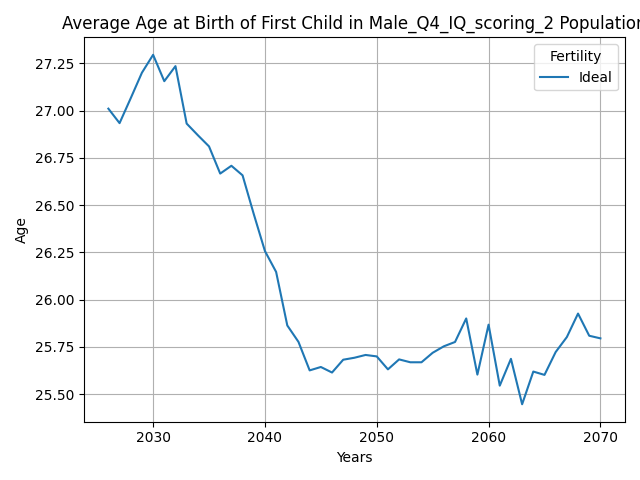 Average Age at Birth of First Child in Male_Q4_IQ_scoring_2 Population
Fertility
Ideal
27.25
27.00
26.75
26.50
26.25
26.00
25.75
25.50
Age
2030 2040 2050 2060 2070
Years